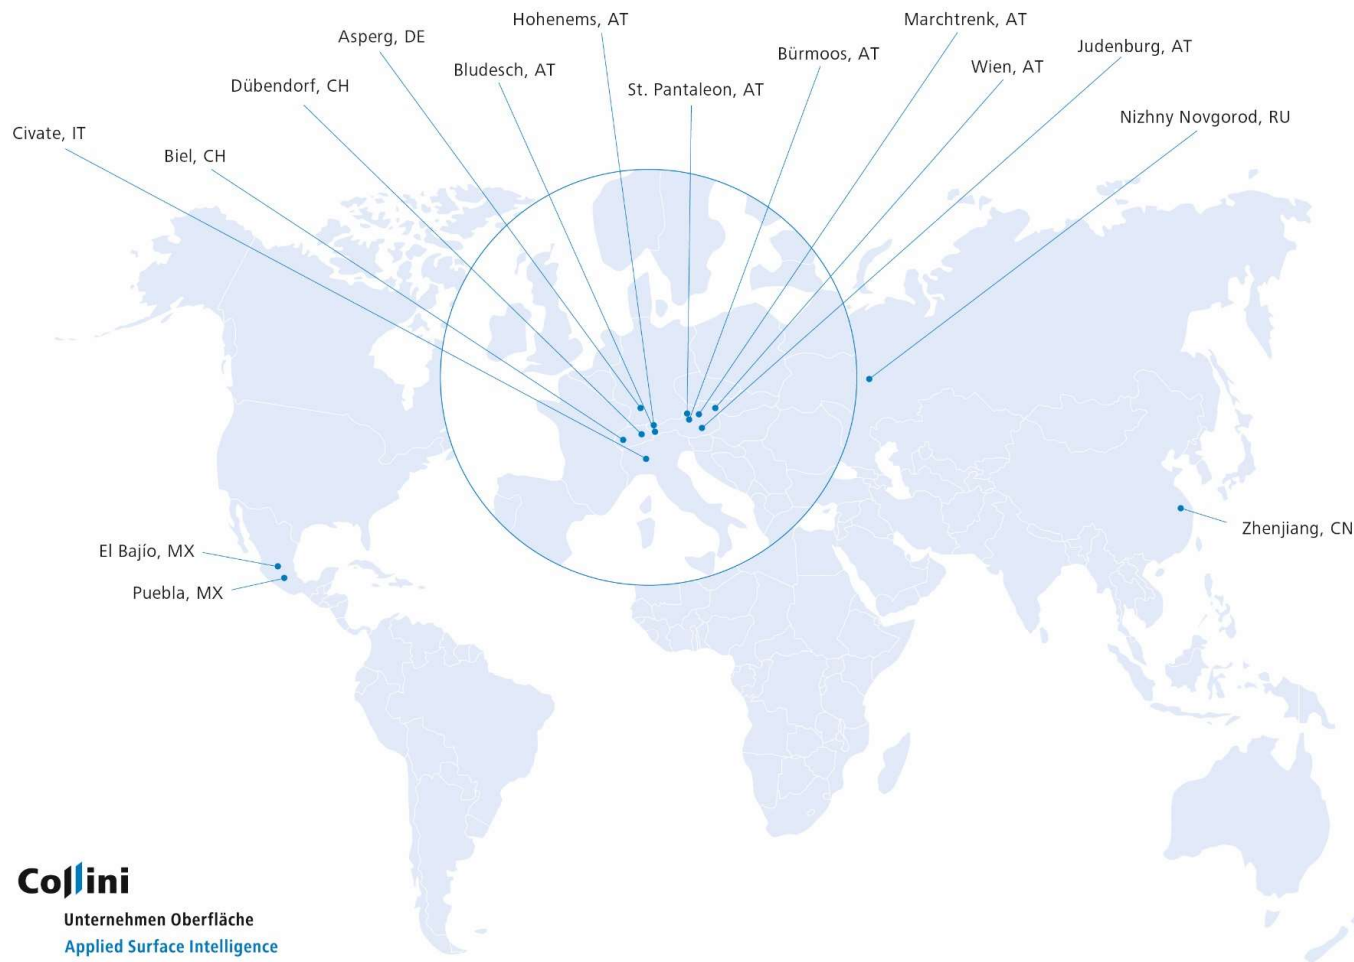 Hohenems, AT
Marchtrenk, AT
Asperg, DE
Judenburg, AT
Bürmoos, AT
Bludesch, AT
Wien, AT
Dübendorf, CH
St. Pantaleon, AT
Nizhny Novgorod, RU
Civate, IT
Biel, CH
Zhenjiang, CN
El Bajío, MX
Puebla, MX
Collini
Unternehmen Oberfläche
Applied Surface Intelligence